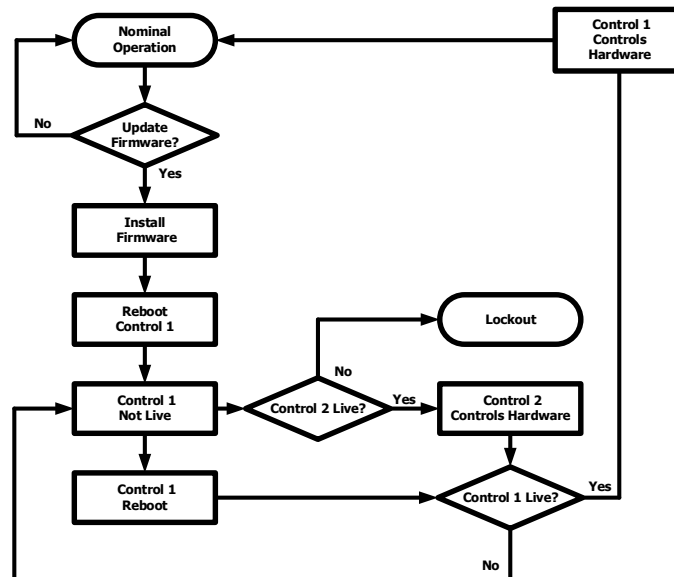 Nominal
Operation
Control 1
Controls
Hardware
No
Update
Firmware?
Yes
Install
Firmware
Reboot
Control 1
Lockout
No
Control 1
Not Live
Control 2 Live?
Yes
Control 2
Controls Hardware
Control 1
Reboot
Control 1 Live?
Yes
No